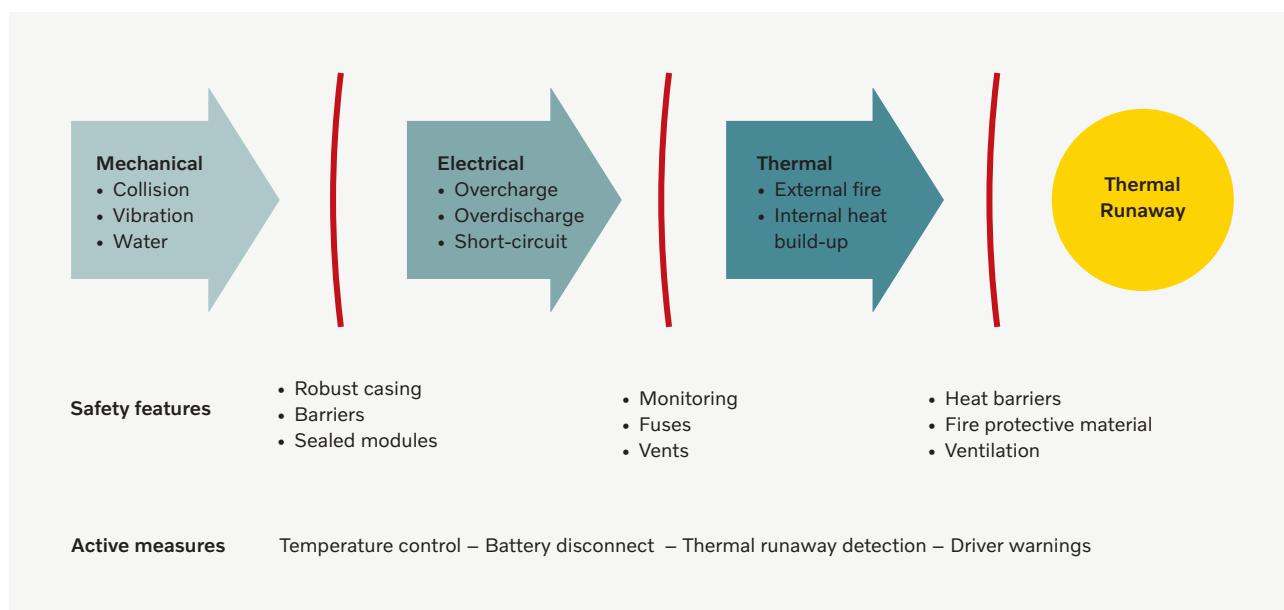 Mechanical
• Collision
• Vibration
• Water
Electrical
• Overcharge
• Overdischarge
• Short-circuit
Thermal
• External fire
• Internal heat
build-up
Thermal
Runaway
Safety features
• Robust casing
• Barriers
• Sealed modules
• Monitoring
• Fuses
• Vents
• Heat barriers
• Fire protective material
• Ventilation
Active measures
Temperature control – Battery disconnect – Thermal runaway detection – Driver warnings